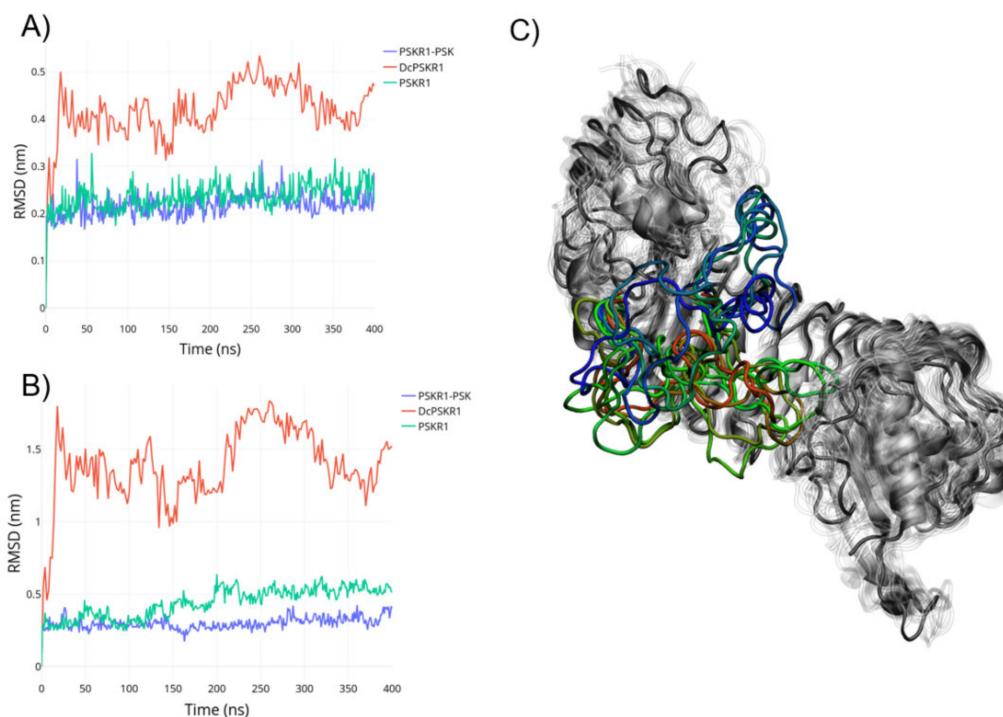 A)
PSKR1-PSK
DcPSKR1
PSKR1
0.5
0.4
0.3
0.2
0.1
0
RMSD (nm)
0 50 100 150 200 250 300 350 400
Time (ns)
B)
PSKR1-PSK
DcPSKR1
PSKR1
1.5
1
0.5
0
RMSD (nm)
0 50 100 150 200 250 300 350 400
Time (ns)
C)